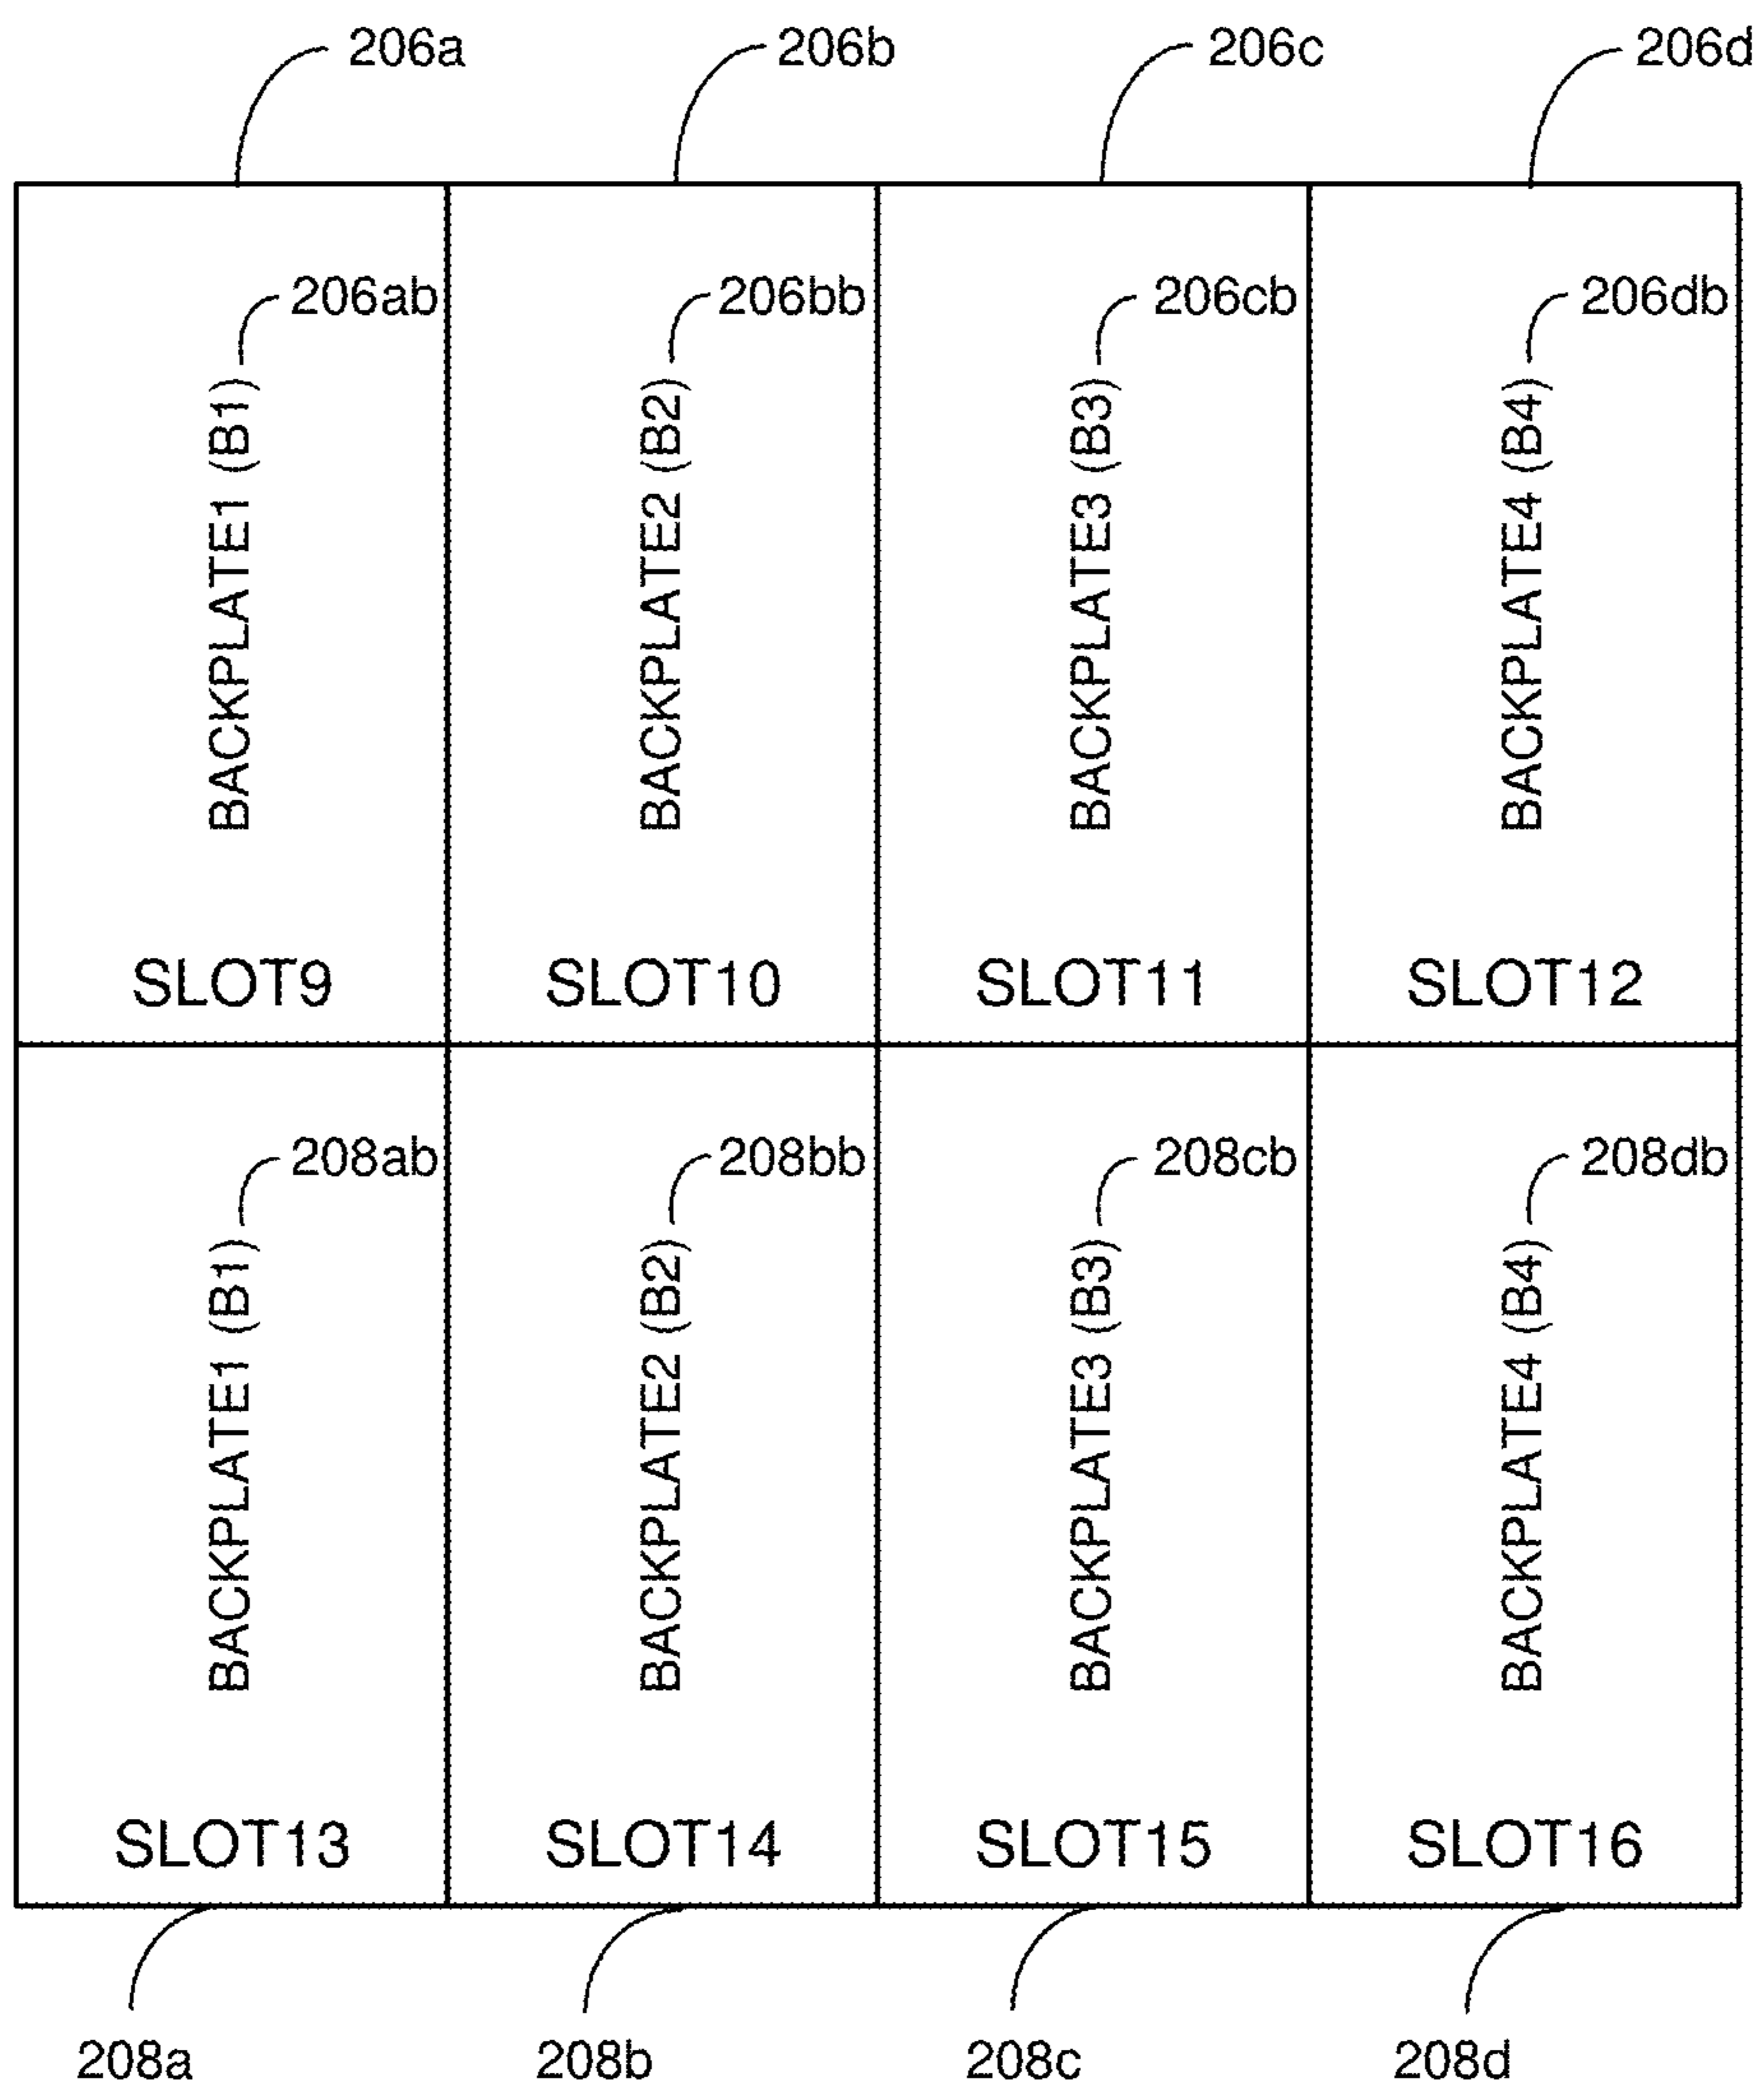 206a 206b 206c 206d
206ab 206bb 206cb 206db
BACKPLATE1 (B1) BACKPLATE2 (B2) BACKPLATE3 (B3) BACKPLATE4 (B4)
SLOT9 SLOT10 SLOT11 SLOT12
208ab 208bb 208cb 208db
BACKPLATE1 (B1) BACKPLATE2 (B2) BACKPLATE3 (B3) BACKPLATE4 (B4)
SLOT13 SLOT14 SLOT15 SLOT16
208a 208b 208c 208d